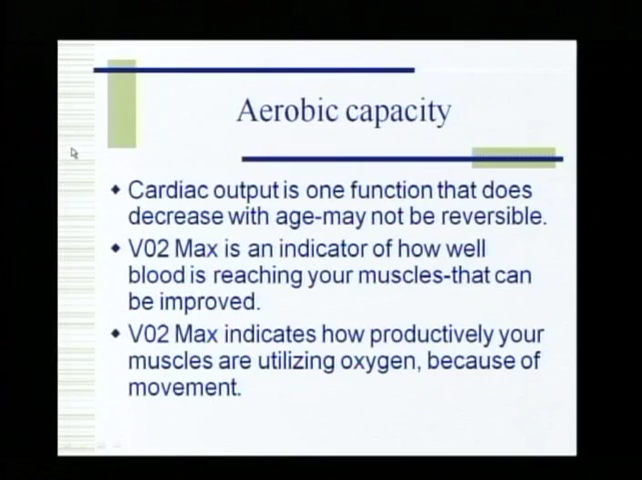 Aerobic capacity
Cardiac output is one function that does
decrease with age-may not be reversible.
V02 Max is an indicator of how well
blood is reaching your muscles-that can
be improved.
V02 Max indicates how productively your
muscles are utilizing oxygen, because of
movement.